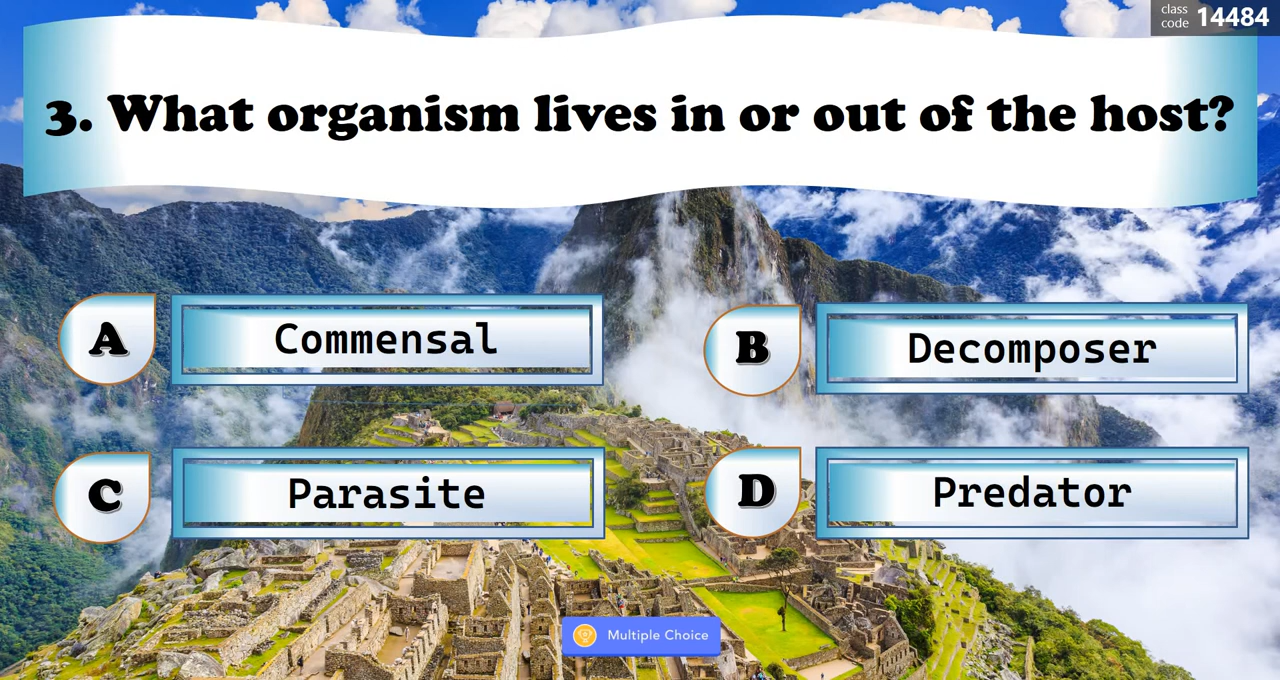 class code 14484
3. What organism lives in or out of the host?
A Commensal
B Decomposer
C Parasite
D Predator
Multiple Choice